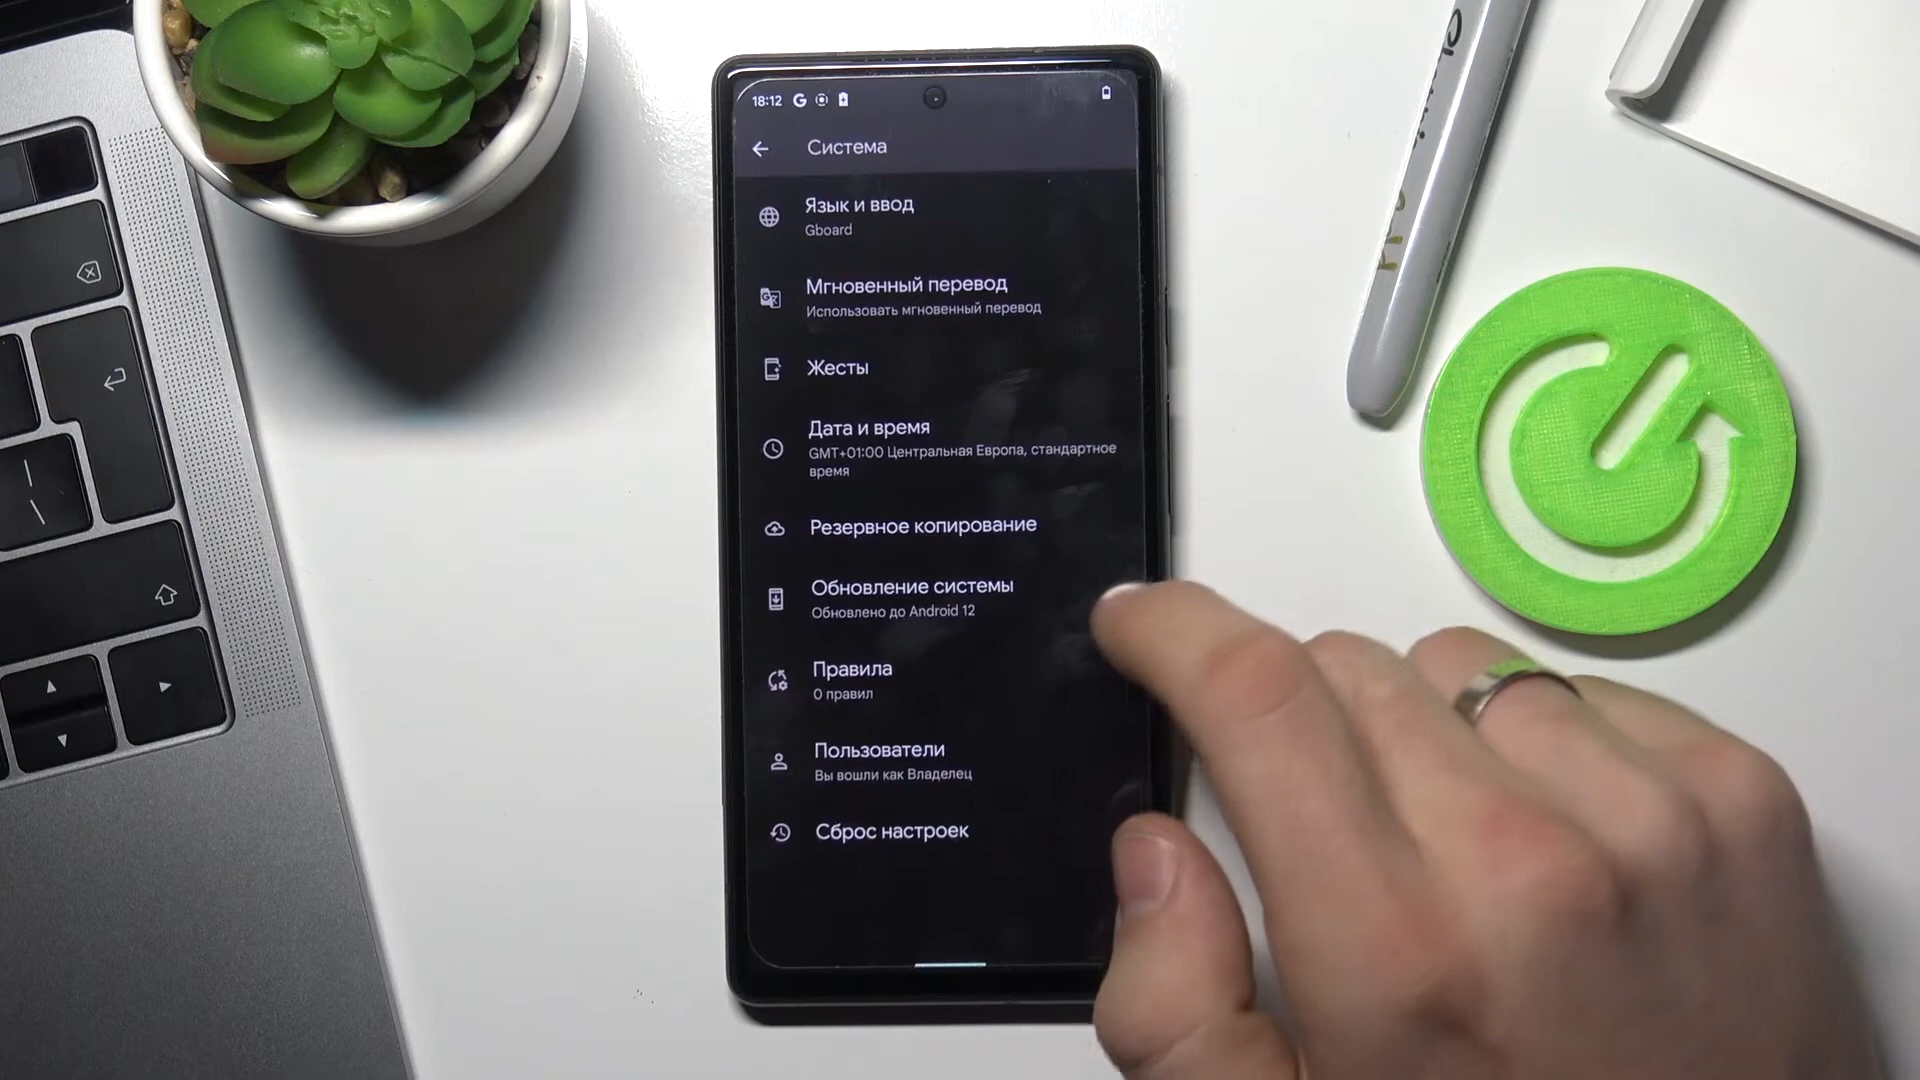 18:12
Система
Язык и ввод
Gboard
Мгновенный перевод
Использовать мгновенный перевод
Жесты
Дата и время
GMT+01:00 Центральная Европа, стандартное
время
Резервное копирование
Обновление системы
Обновлено до Android 12
Правила
0 правил
Пользователи
Вы вошли как Владелец
Сброс настроек